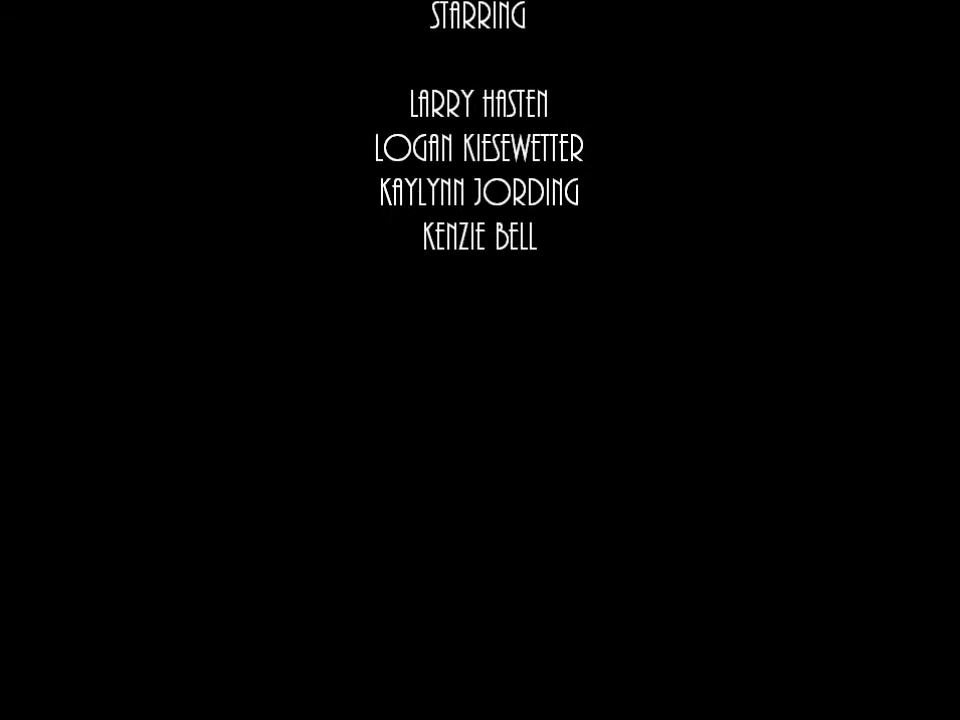 STARRING
LARRY HASTEN
LOGAN KIESEWETTER
KAYLYNN JORDING
KENZIE BELL